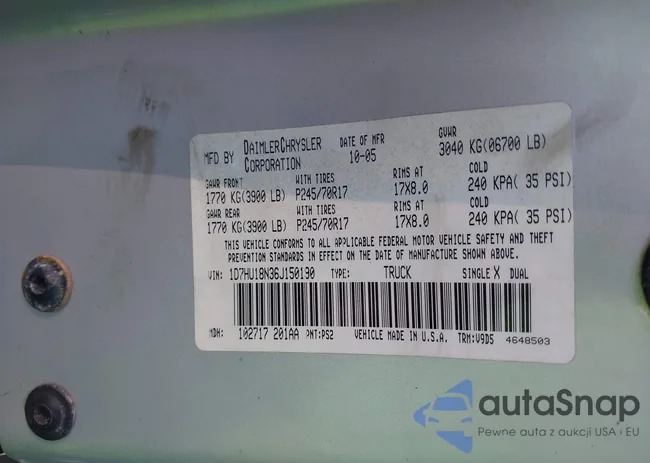 MFD BY DAIMLERCHRYSLER CORPORATION DATE OF MFR 10-05 GVWR 3040 KG(06700 LB)
GAWR FRONT WITH TIRES RIMS AT COLD
1770 KG(3900 LB) P245/70R17 17X8.0 240 KPA( 35 PSI)
GAWR REAR WITH TIRES RIMS AT COLD
1770 KG(3900 LB) P245/70R17 17X8.0 240 KPA( 35 PSI)
THIS VEHICLE CONFORMS TO ALL APPLICABLE FEDERAL MOTOR VEHICLE SAFETY AND THEFT
PREVENTION STANDARDS IN EFFECT ON THE DATE OF MANUFACTURE SHOWN ABOVE.
VIN: 1D7HU18N36J150190 TYPE: TRUCK SINGLE X DUAL
MDH: 102717 201AA PNT:PS2 VEHICLE MADE IN U.S.A. TRM:V9D5 4648503
autaSnap
Pewne auta z aukcji USA i EU